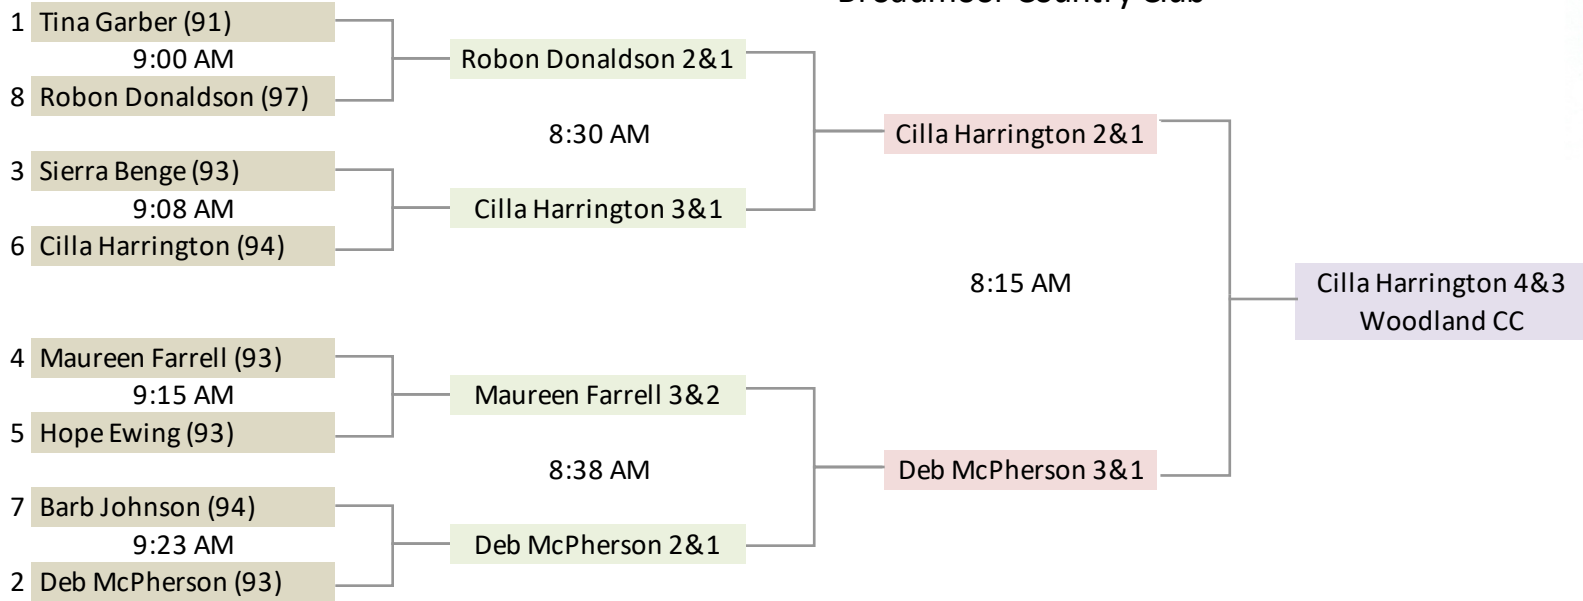 Broadmoor Country Club
1 Tina Garber (91)
9:00 AM
8 Robon Donaldson (97)
Robon Donaldson 2&1
8:30 AM
3 Sierra Benge (93)
9:08 AM
6 Cilla Harrington (94)
Cilla Harrington 3&1
Cilla Harrington 2&1
8:15 AM
4 Maureen Farrell (93)
9:15 AM
5 Hope Ewing (93)
Maureen Farrell 3&2
8:38 AM
7 Barb Johnson (94)
9:23 AM
2 Deb McPherson (93)
Deb McPherson 2&1
Deb McPherson 3&1
Cilla Harrington 4&3
Woodland CC